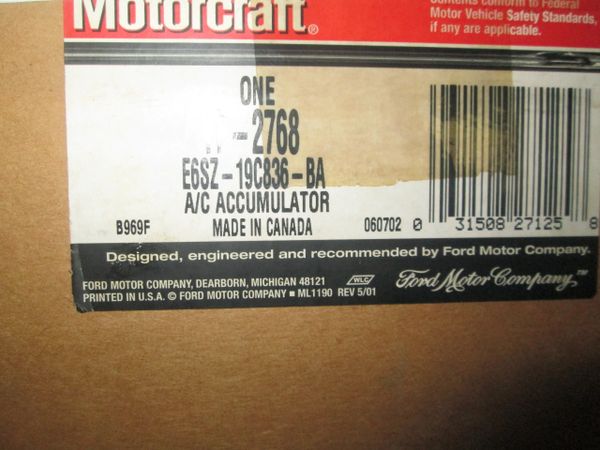 Motorcraft®
contents conform to Federal
Motor Vehicle Safety Standards,
if any are applicable.
ONE
-2768
E6SZ-19C836-BA
A/C ACCUMULATOR
B969F MADE IN CANADA 060702 0 31508 27125 8
Designed, engineered and recommended by Ford Motor Company.
FORD MOTOR COMPANY, DEARBORN, MICHIGAN 48121 WLC Ford Motor Company,™
PRINTED IN U.S.A. © FORD MOTOR COMPANY ■ ML1190 REV 5/01